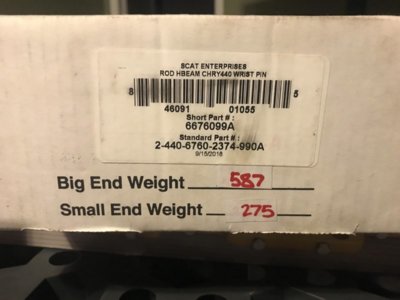 SCAT ENTERPRISES
ROD HBEAM CHRY440 WRIST PIN
8 46091 01055 5
Short Part # :
6676099A
Standard Part # :
2-440-6760-2374-990A
9/15/2016
Big End Weight 587
Small End Weight 275